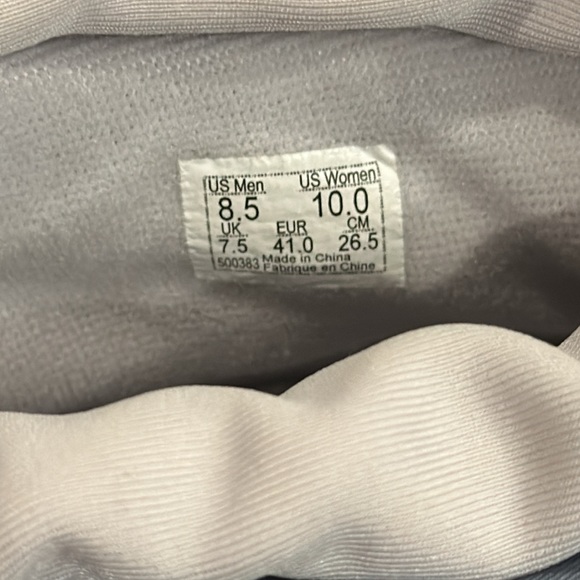 US Men US Women
8.5 10.0
UK EUR CM
7.5 41.0 26.5
500383 Made in China
Fabrique en Chine